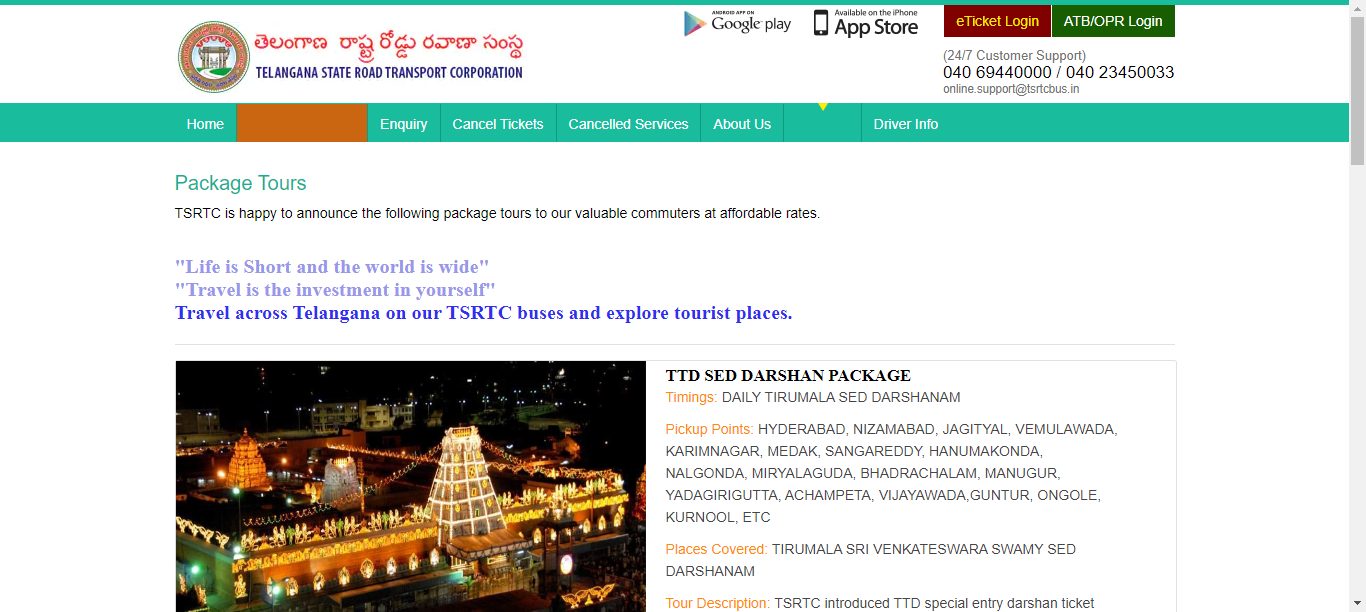 ANDROID APP ON
Google play
Available on the iPhone
App Store
eTicket Login
ATB/OPR Login
తెలంగాణ రాష్ట్ర రోడ్డు రవాణా సంస్థ
TELANGANA STATE ROAD TRANSPORT CORPORATION
(24/7 Customer Support)
040 69440000 / 040 23450033
online.support@tsrtcbus.in
Home
Enquiry
Cancel Tickets
Cancelled Services
About Us
Driver Info
Package Tours
TSRTC is happy to announce the following package tours to our valuable commuters at affordable rates.
"Life is Short and the world is wide"
"Travel is the investment in yourself"
Travel across Telangana on our TSRTC buses and explore tourist places.
TTD SED DARSHAN PACKAGE
Timings: DAILY TIRUMALA SED DARSHANAM
Pickup Points: HYDERABAD, NIZAMABAD, JAGITYAL, VEMULAWADA,
KARIMNAGAR, MEDAK, SANGAREDDY, HANUMAKONDA,
NALGONDA, MIRYALAGUDA, BHADRACHALAM, MANUGUR,
YADAGIRIGUTTA, ACHAMPETA, VIJAYAWADA,GUNTUR, ONGOLE,
KURNOOL, ETC
Places Covered: TIRUMALA SRI VENKATESWARA SWAMY SED
DARSHANAM
Tour Description: TSRTC introduced TTD special entry darshan ticket